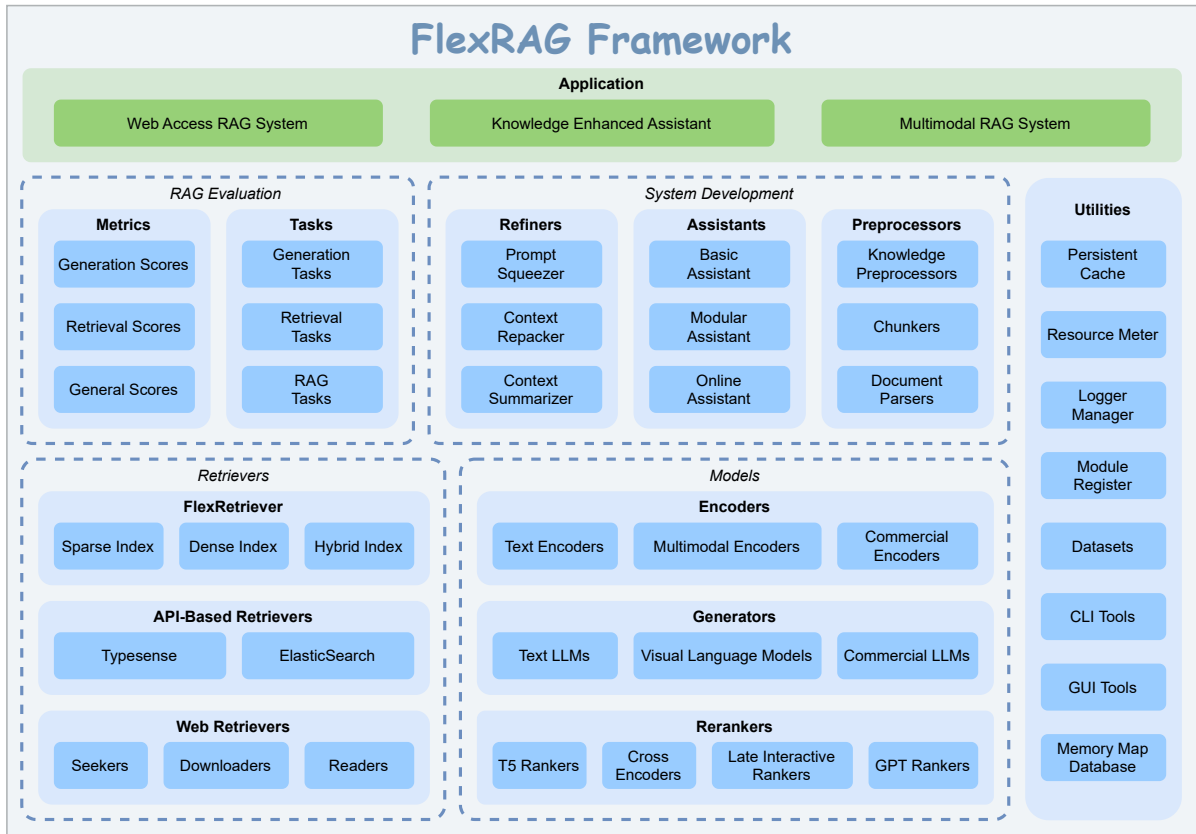 FlexRAG Framework
Application
Web Access RAG System
Knowledge Enhanced Assistant
Multimodal RAG System
RAG Evaluation
Metrics
Generation Scores
Retrieval Scores
General Scores
Tasks
Generation
Tasks
Retrieval
Tasks
RAG
Tasks
System Development
Refiners
Prompt
Squeezer
Context
Repacker
Context
Summarizer
Assistants
Basic
Assistant
Modular
Assistant
Online
Assistant
Preprocessors
Knowledge
Preprocessors
Chunkers
Document
Parsers
Utilities
Persistent
Cache
Resource Meter
Logger
Manager
Module
Register
Datasets
CLI Tools
GUI Tools
Memory Map
Database
Retrievers
FlexRetriever
Sparse Index
Dense Index
Hybrid Index
API-Based Retrievers
Typesense
ElasticSearch
Web Retrievers
Seekers
Downloaders
Readers
Models
Encoders
Text Encoders
Multimodal Encoders
Commercial
Encoders
Generators
Text LLMs
Visual Language Models
Commercial LLMs
Rerankers
T5 Rankers
Cross
Encoders
Late Interactive
Rankers
GPT Rankers